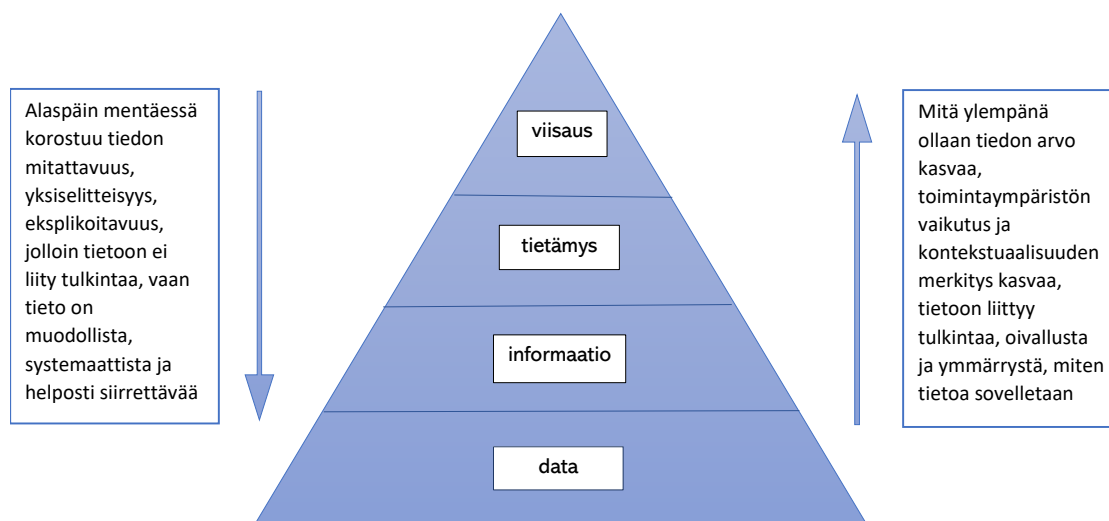 Alaspäin mentäessä
korostuu tiedon
mitattavuus,
yksiselitteisyys,
eksplikoitavuus,
jolloin tietoon ei
liity tulkintaa, vaan
tieto on
muodollista,
systemaattista ja
helposti siirrettävää
viisaus
tietämys
informaatio
data
Mitä ylempänä
ollaan tiedon arvo
kasvaa,
toimintaympäristön
vaikutus ja
kontekstuaalisuuden
merkitys kasvaa,
tietoon liittyy
tulkintaa, oivallusta
ja ymmärrystä, miten
tietoa sovelletaan